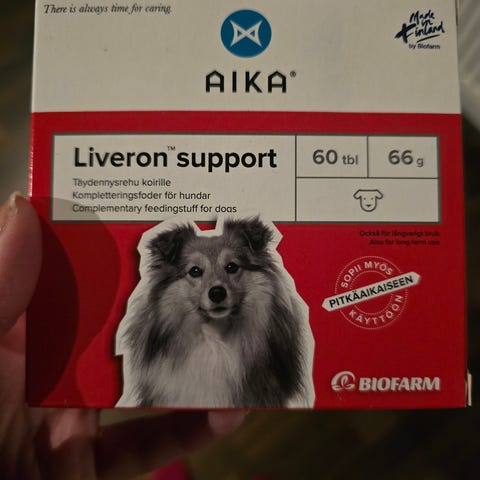 There is always time for caring.
Made
in
Finland
by Biofarm
AIKA®
Liveron™ support
60 tbl
66 g
Täydennysrehu koirille
Kompletteringsfoder för hundar
Complementary feedingstuff for dogs
Också för långvarigt bruk
Also for long-term use
SOPII MYÖS
PITKÄAIKAISEEN
KÄYTTÖÖN
BIOFARM